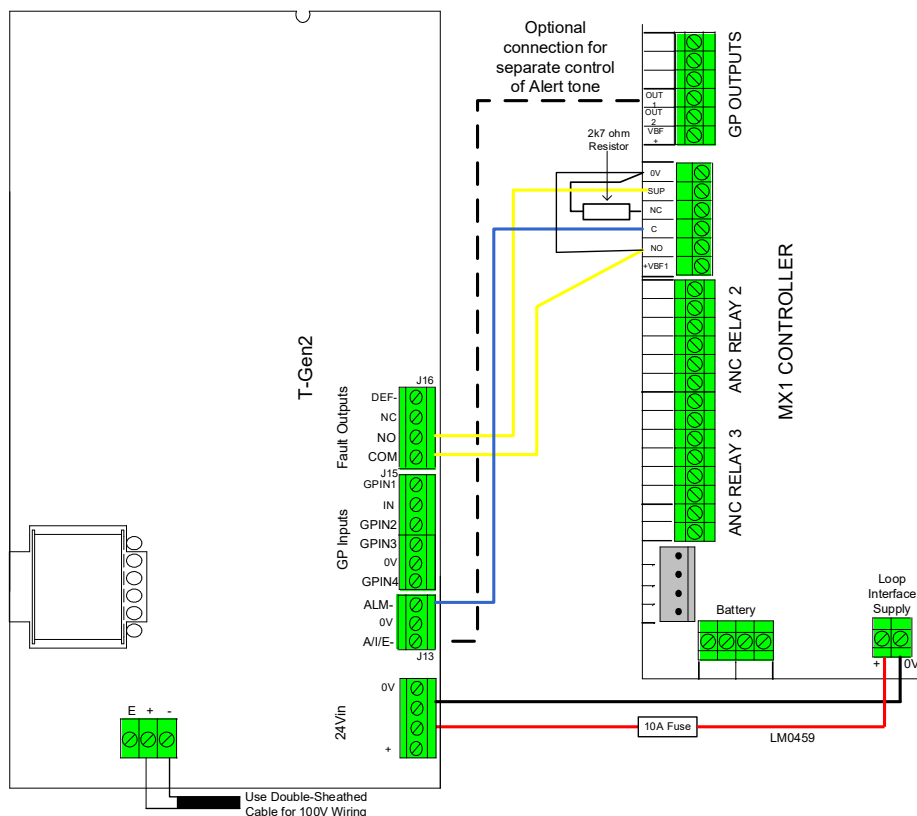 Optional
connection for
separate control
of Alert tone
OUT
1
OUT
2
VBF
+
GP OUTPUTS
2k7 ohm
Resistor
0V
SUP
NC
C
NO
+VBF1
ANC RELAY 2
ANC RELAY 3
MX1 CONTROLLER
T-Gen2
Fault Outputs
J16
DEF-
NC
NO
COM
J15
GP Inputs
GPIN1
IN
GPIN2
GPIN3
0V
GPIN4
ALM-
0V
A/I/E-
J13
24Vin
0V
+
Battery
Loop
Interface
Supply
+ 0V
10A Fuse
LM0459
E + -
Use Double-Sheathed
Cable for 100V Wiring